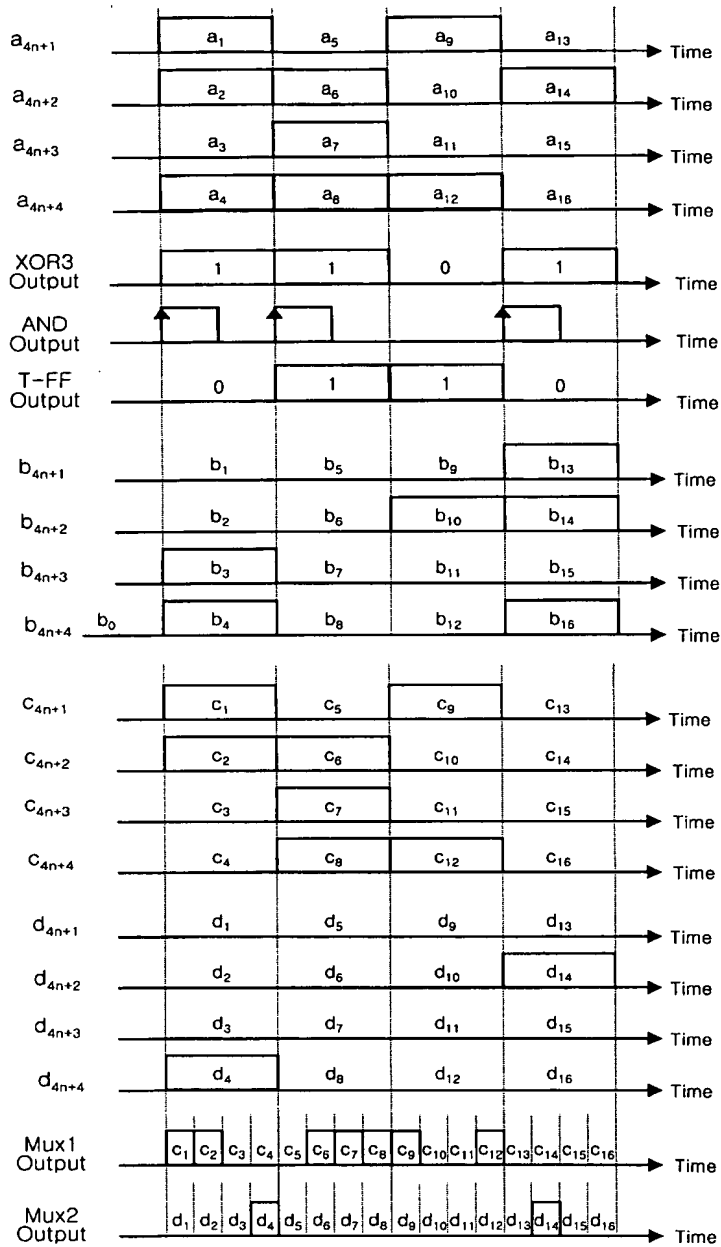 a4n+1 a1 a5 a9 a13 Time
a4n+2 a2 a6 a10 a14 Time
a4n+3 a3 a7 a11 a15 Time
a4n+4 a4 a8 a12 a16 Time
XOR3 Output 1 1 0 1 Time
AND Output Time
T-FF Output 0 1 1 0 Time
b4n+1 b1 b5 b9 b13 Time
b4n+2 b2 b6 b10 b14 Time
b4n+3 b3 b7 b11 b15 Time
b4n+4 b0 b4 b8 b12 b16 Time
c4n+1 c1 c5 c9 c13 Time
c4n+2 c2 c6 c10 c14 Time
c4n+3 c3 c7 c11 c15 Time
c4n+4 c4 c8 c12 c16 Time
d4n+1 d1 d5 d9 d13 Time
d4n+2 d2 d6 d10 d14 Time
d4n+3 d3 d7 d11 d15 Time
d4n+4 d4 d8 d12 d16 Time
Mux1 Output c1 c2 c3 c4 c5 c6 c7 c8 c9 c10 c11 c12 c13 c14 c15 c16 Time
Mux2 Output d1 d2 d3 d4 d5 d6 d7 d8 d9 d10 d11 d12 d13 d14 d15 d16 Time